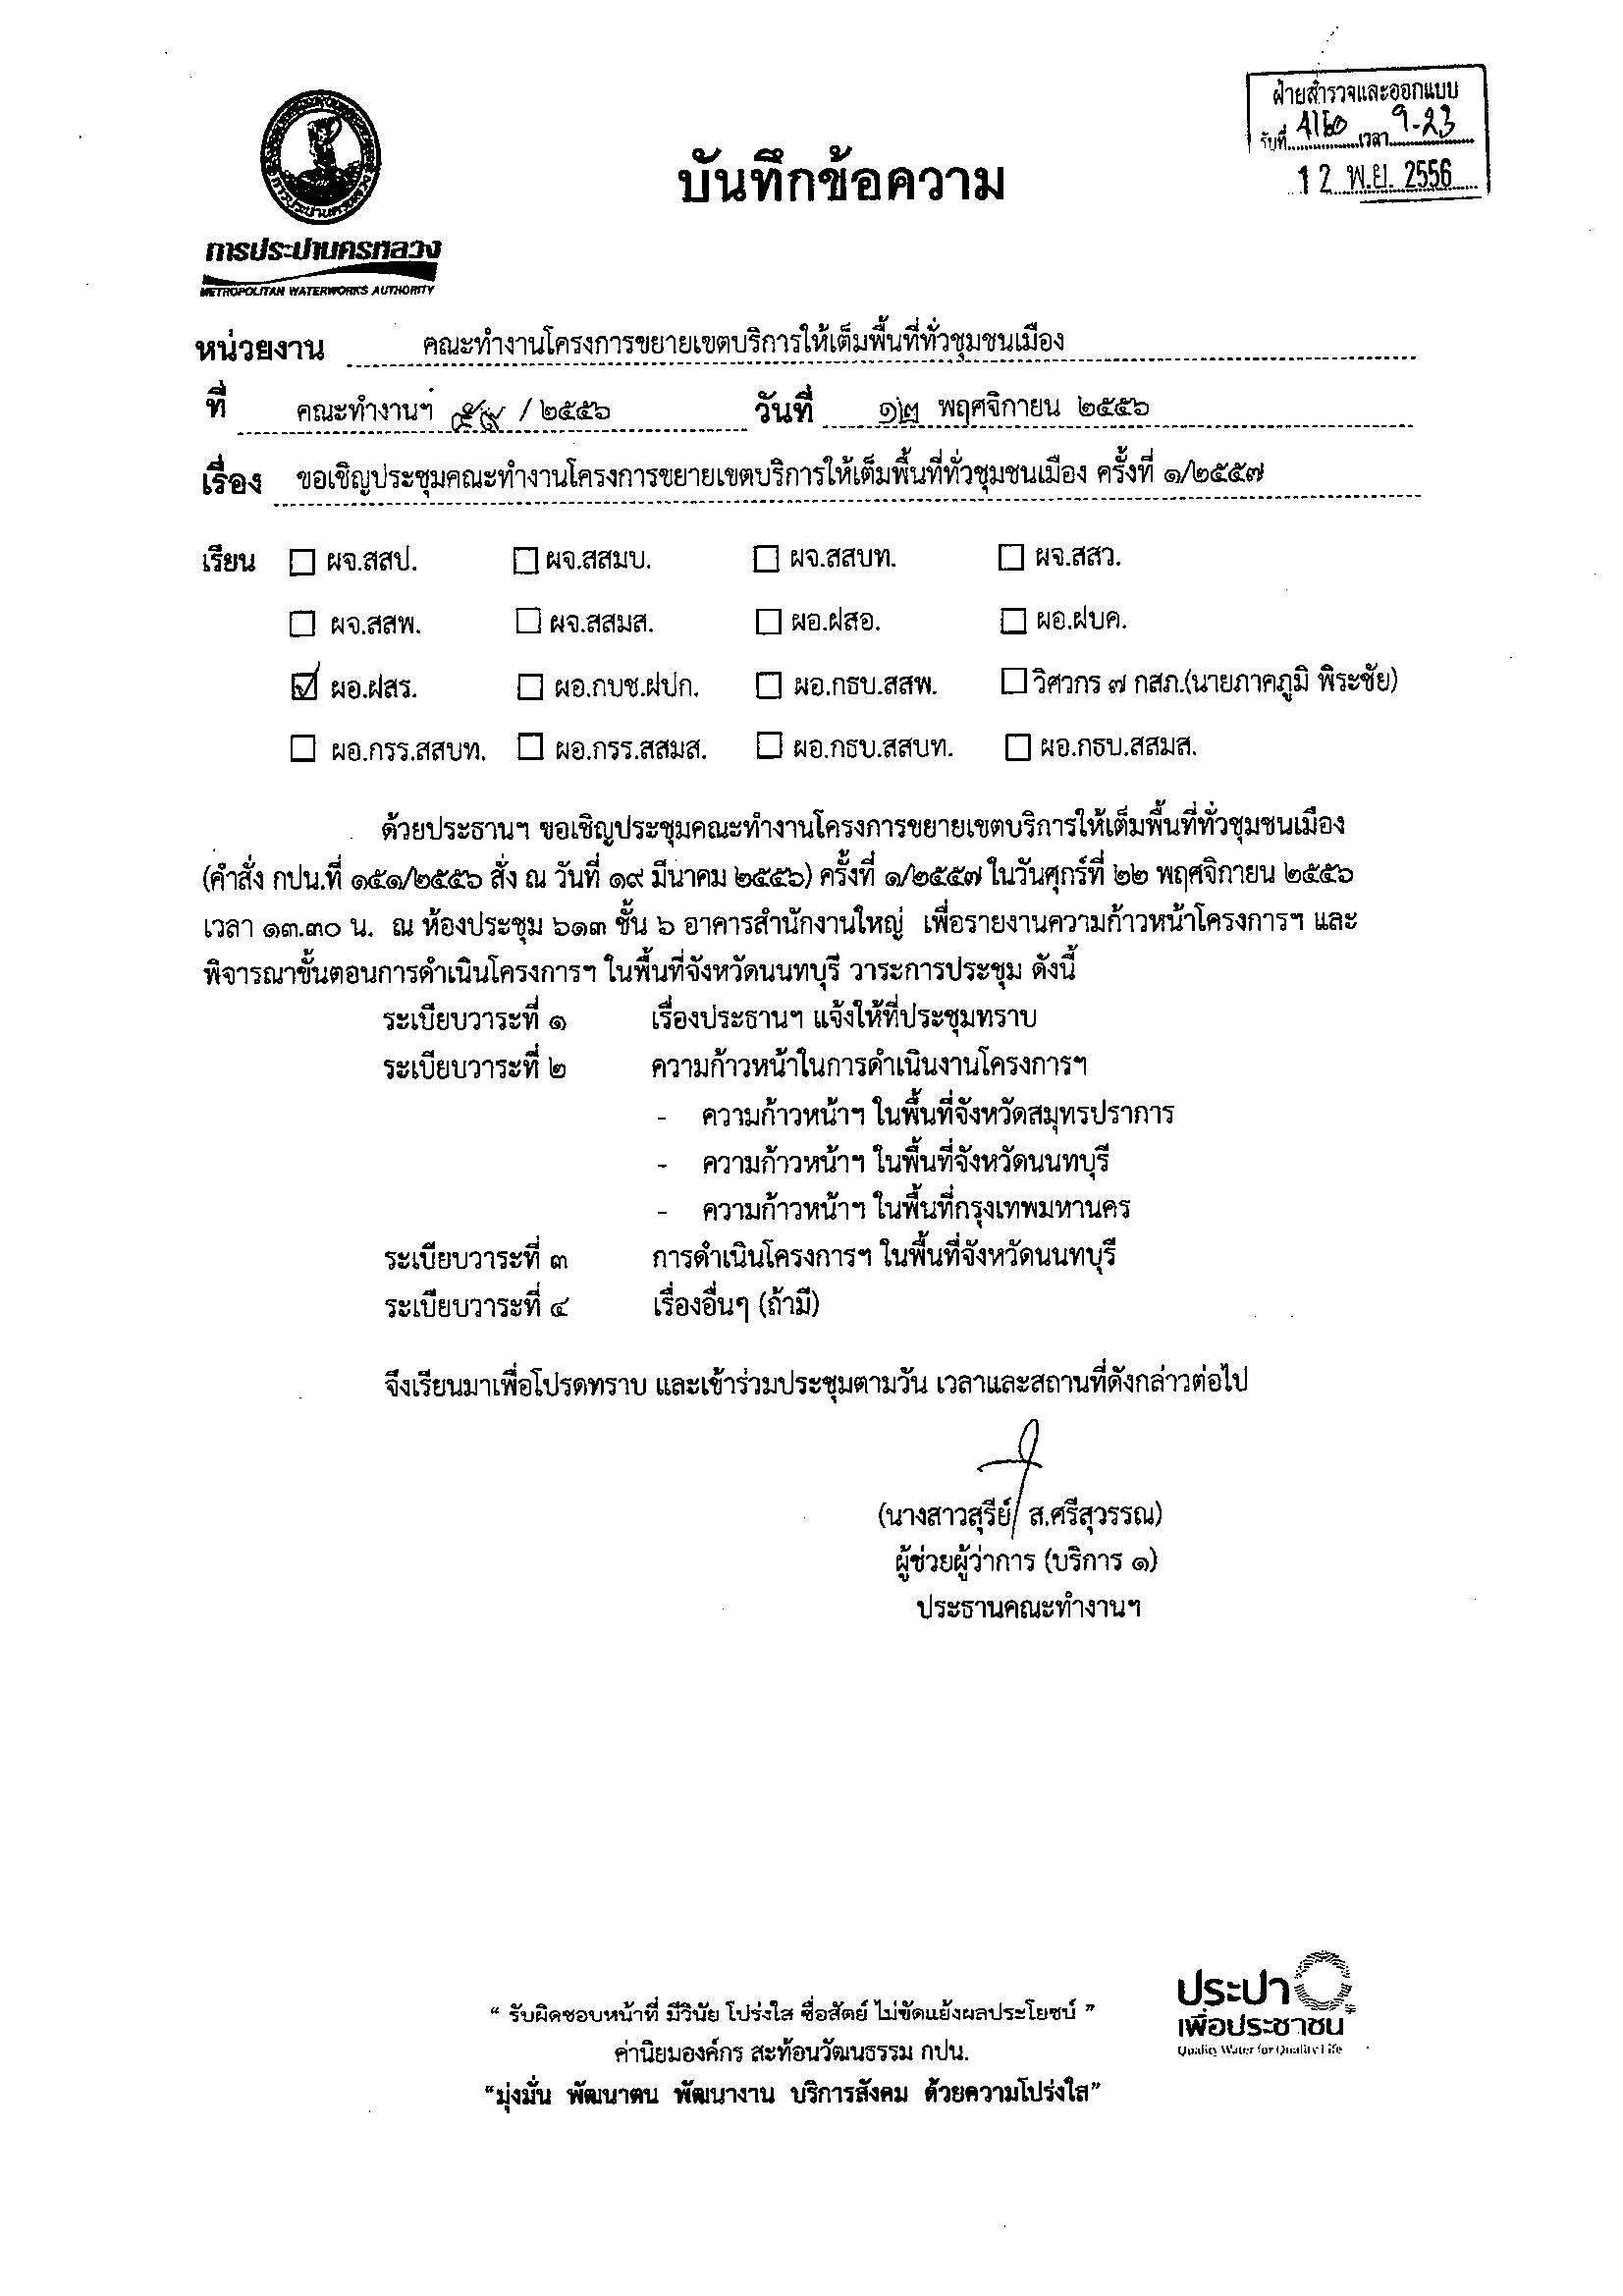 ฝ่ายสำรวจและออกแบบ
รับที่ เวลา 9-23
12 พ.ย. 2556
บันทึกข้อความ
การประปานครหลวง
METROPOLITAN WATERWORKS AUTHORITY
หน่วยงาน คณะทำงานโครงการขยายเขตบริการให้เต็มพื้นที่ทั่วชุมชนเมือง
ที่ คณะทำงานฯ ๕๙ / ๒๕๕๖ วันที่ ๑๒ พฤศจิกายน ๒๕๕๖
เรื่อง ขอเชิญประชุมคณะทำงานโครงการขยายเขตบริการให้เต็มพื้นที่ทั่วชุมชนเมือง ครั้งที่ ๑/๒๕๕๗
เรียน ☐ ผจ.สสป. ☐ ผจ.สสมบ. ☐ ผจ.สสบท. ☐ ผจ.สสว.
☐ ผจ.สสพ. ☐ ผจ.สสมส. ☐ ผอ.ฝสอ. ☐ ผอ.ฝบค.
☑ ผอ.ฝสร. ☐ ผอ.กบช.ฝปก. ☐ ผอ.กธบ.สสพ. ☐ วิศวกร ๗ กสภ.(นายภาคภูมิ พิระชัย)
☐ ผอ.กรร.สสบท. ☐ ผอ.กรร.สสมส. ☐ ผอ.กธบ.สสบท. ☐ ผอ.กธบ.สสมส.
ด้วยประธานฯ ขอเชิญประชุมคณะทำงานโครงการขยายเขตบริการให้เต็มพื้นที่ทั่วชุมชนเมือง
(คำสั่ง กปน.ที่ ๑๕๑/๒๕๕๖ สั่ง ณ วันที่ ๑๙ มีนาคม ๒๕๕๖) ครั้งที่ ๑/๒๕๕๗ ในวันศุกร์ที่ ๒๒ พฤศจิกายน ๒๕๕๖
เวลา ๑๓.๓๐ น. ณ ห้องประชุม ๖๑๓ ชั้น ๖ อาคารสำนักงานใหญ่ เพื่อรายงานความก้าวหน้าโครงการฯ และ
พิจารณาขั้นตอนการดำเนินโครงการฯ ในพื้นที่จังหวัดนนทบุรี วาระการประชุม ดังนี้
ระเบียบวาระที่ ๑ เรื่องประธานฯ แจ้งให้ที่ประชุมทราบ
ระเบียบวาระที่ ๒ ความก้าวหน้าในการดำเนินงานโครงการฯ
- ความก้าวหน้าฯ ในพื้นที่จังหวัดสมุทรปราการ
- ความก้าวหน้าฯ ในพื้นที่จังหวัดนนทบุรี
- ความก้าวหน้าฯ ในพื้นที่กรุงเทพมหานคร
ระเบียบวาระที่ ๓ การดำเนินโครงการฯ ในพื้นที่จังหวัดนนทบุรี
ระเบียบวาระที่ ๔ เรื่องอื่นๆ (ถ้ามี)
จึงเรียนมาเพื่อโปรดทราบ และเข้าร่วมประชุมตามวัน เวลาและสถานที่ดังกล่าวต่อไป
(นางสาวสุรีย์ ส.ศรีสุวรรณ)
ผู้ช่วยผู้ว่าการ (บริการ ๑)
ประธานคณะทำงานฯ
“ รับผิดชอบหน้าที่ มีวินัย โปร่งใส ซื่อสัตย์ ไม่ขัดแย้งผลประโยชน์ ”
ค่านิยมองค์กร สะท้อนวัฒนธรรม กปน.
“มุ่งมั่น พัฒนาตน พัฒนางาน บริการสังคม ด้วยความโปร่งใส”
ประปา
เพื่อประชาชน
Quality Water for Quality Life